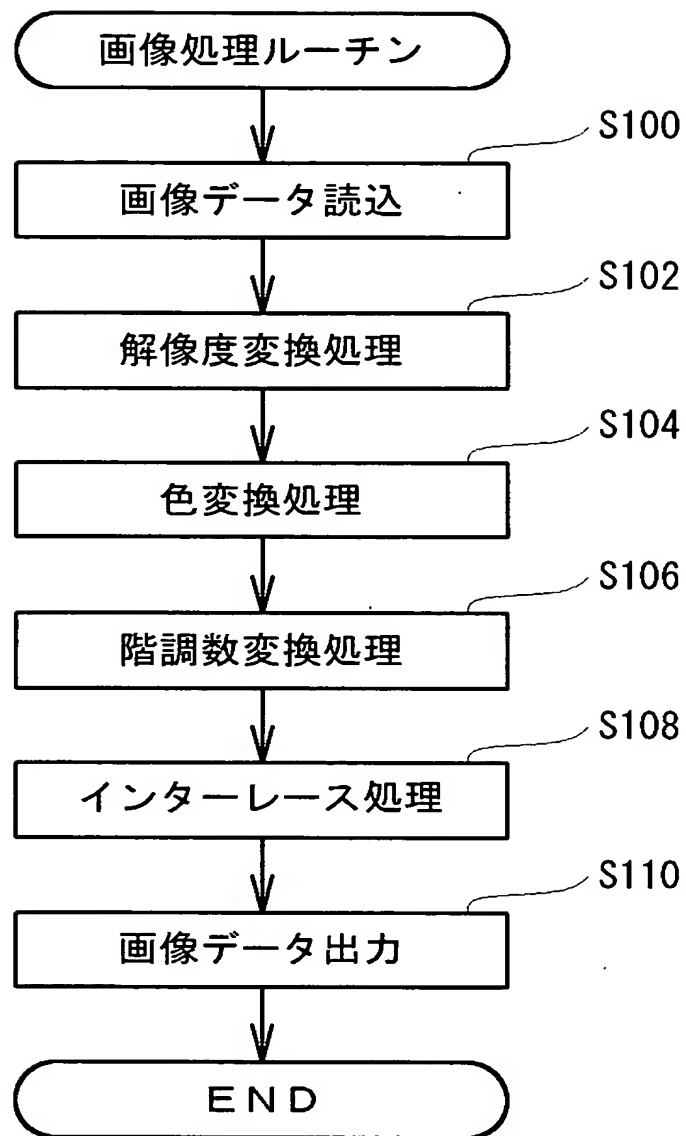 画像処理ルーチン
S100
画像データ読込
S102
解像度変換処理
S104
色変換処理
S106
階調数変換処理
S108
インターレース処理
S110
画像データ出力
END